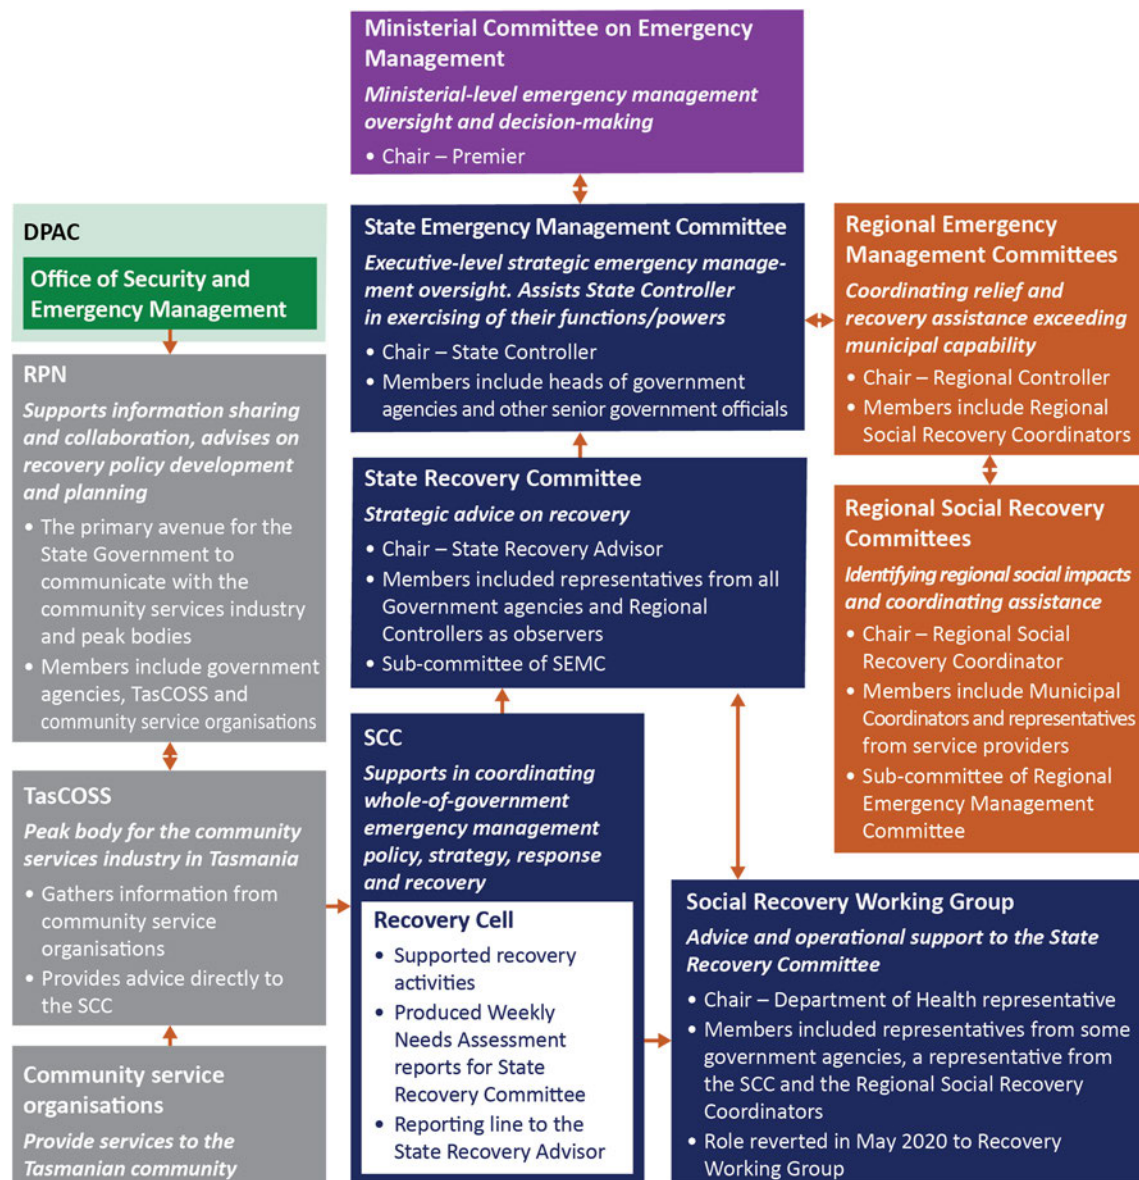 Ministerial Committee on Emergency
Management
Ministerial-level emergency management
oversight and decision-making
• Chair – Premier
DPAC
Office of Security and
Emergency Management
RPN
Supports information sharing
and collaboration, advises on
recovery policy development
and planning
• The primary avenue for the
State Government to
communicate with the
community services industry
and peak bodies
• Members include government
agencies, TasCOSS and
community service organisations
TasCOSS
Peak body for the community
services industry in Tasmania
• Gathers information from
community service
organisations
• Provides advice directly to
the SCC
Community service
organisations
Provide services to the
Tasmanian community
State Emergency Management Committee
Executive-level strategic emergency manage-
ment oversight. Assists State Controller
in exercising of their functions/powers
• Chair – State Controller
• Members include heads of government
agencies and other senior government officials
State Recovery Committee
Strategic advice on recovery
• Chair – State Recovery Advisor
• Members included representatives from all
Government agencies and Regional
Controllers as observers
• Sub-committee of SEMC
SCC
Supports in coordinating
whole-of-government
emergency management
policy, strategy, response
and recovery
Recovery Cell
• Supported recovery
activities
• Produced Weekly
Needs Assessment
reports for State
Recovery Committee
• Reporting line to the
State Recovery Advisor
Regional Emergency
Management Committees
Coordinating relief and
recovery assistance exceeding
municipal capability
• Chair – Regional Controller
• Members include Regional
Social Recovery Coordinators
Regional Social Recovery
Committees
Identifying regional social impacts
and coordinating assistance
• Chair – Regional Social
Recovery Coordinator
• Members include Municipal
Coordinators and representatives
from service providers
• Sub-committee of Regional
Emergency Management
Committee
Social Recovery Working Group
Advice and operational support to the State
Recovery Committee
• Chair – Department of Health representative
• Members included representatives from some
government agencies, a representative from
the SCC and the Regional Social Recovery
Coordinators
• Role reverted in May 2020 to Recovery
Working Group